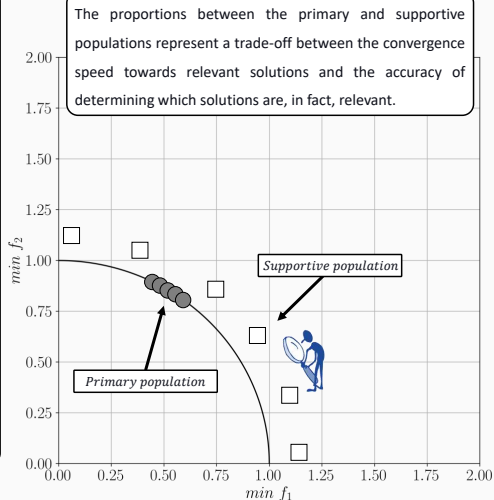 The proportions between the primary and supportive
populations represent a trade-off between the convergence
speed towards relevant solutions and the accuracy of
determining which solutions are, in fact, relevant.
2.00
1.75
1.50
1.25
1.00
0.75
0.50
0.25
0.00
min f2
Supportive population
Primary population
0.00 0.25 0.50 0.75 1.00 1.25 1.50 1.75 2.00
min f1